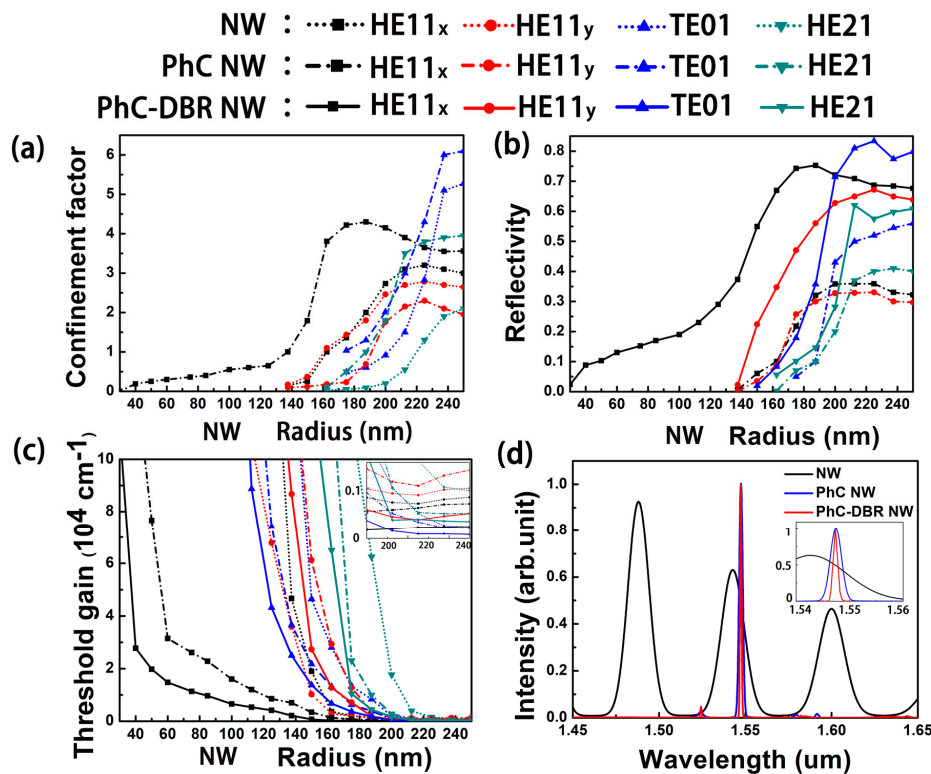 NW : HE11x HE11y TE01 HE21
PhC NW : HE11x HE11y TE01 HE21
PhC-DBR NW : HE11x HE11y TE01 HE21
(a)
Confinement factor
6
5
4
3
2
1
0
40 60 80 100 120 140 160 180 200 220 240
NW Radius (nm)
(b)
Reflectivity
0.8
0.7
0.6
0.5
0.4
0.3
0.2
0.1
0.0
40 60 80 100 120 140 160 180 200 220 240
NW Radius (nm)
(c)
Threshold gain (10⁴ cm⁻¹)
10
8
6
4
2
0
0.1
0
200 220 240
40 60 80 100 120 140 160 180 200 220 240
NW Radius (nm)
(d)
Intensity (arb.unit)
1.0
0.8
0.6
0.4
0.2
0.0
NW
PhC NW
PhC-DBR NW
1
0.5
0
1.54 1.55 1.56
1.45 1.50 1.55 1.60 1.65
Wavelength (um)